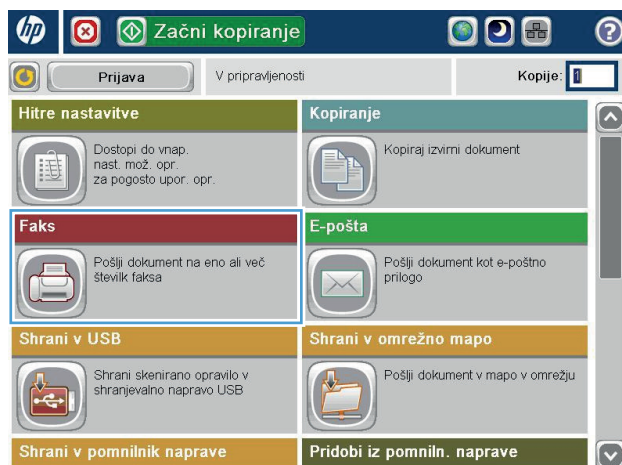 hp
Začni kopiranje
?
Prijava
V pripravljenosti
Kopije: 1
Hitre nastavitve
Dostopi do vnap.
nast. mož. opr.
za pogosto upor. opr.
Kopiranje
Kopiraj izvirni dokument
Faks
Pošlji dokument na eno ali več
številk faksa
E-pošta
Pošlji dokument kot e-poštno
prilogo
Shrani v USB
Shrani skenirano opravilo v
shranjevalno napravo USB
Shrani v omrežno mapo
Pošlji dokument v mapo v omrežju
Shrani v pomnilnik naprave
Pridobi iz pomniln. naprave